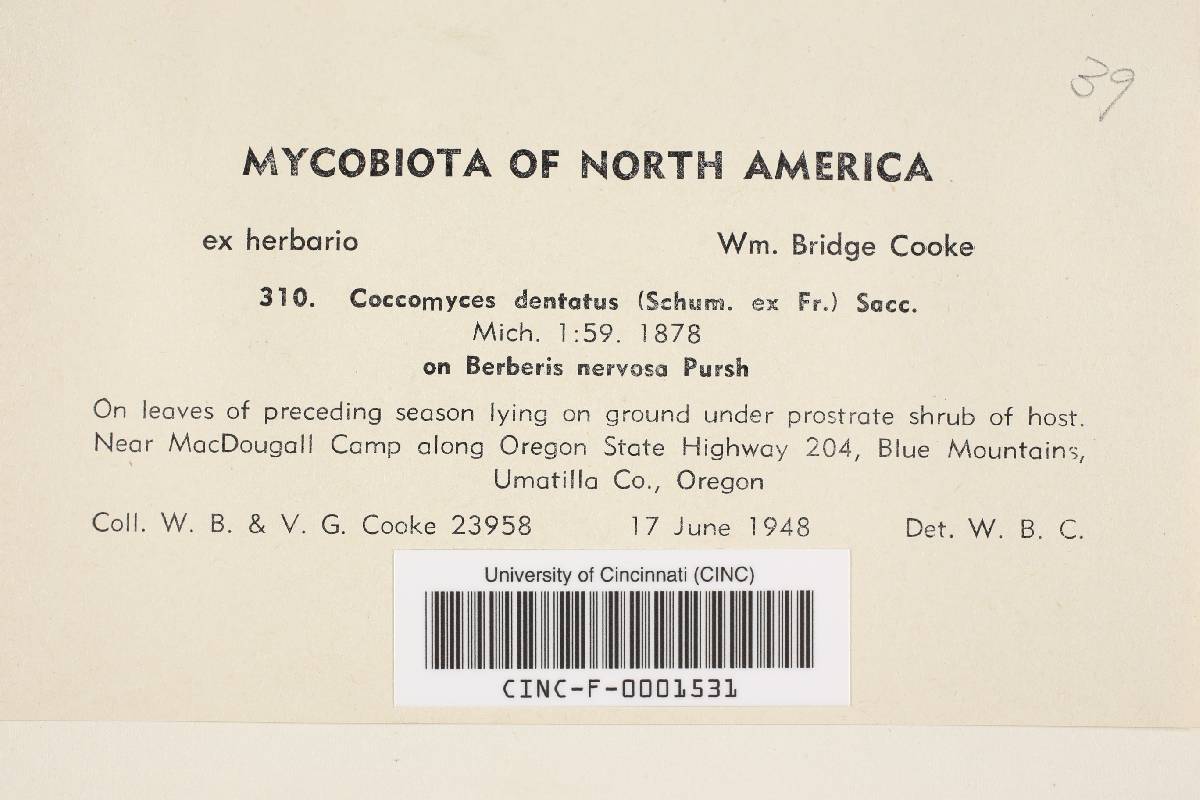 39
MYCOBIOTA OF NORTH AMERICA
ex herbario Wm. Bridge Cooke
310. Coccomyces dentatus (Schum. ex Fr.) Sacc.
Mich. 1:59. 1878
on Berberis nervosa Pursh
On leaves of preceding season lying on ground under prostrate shrub of host.
Near MacDougall Camp along Oregon State Highway 204, Blue Mountains,
Umatilla Co., Oregon
Coll. W. B. & V. G. Cooke 23958 17 June 1948 Det. W. B. C.
University of Cincinnati (CINC)
CINC-F-0001531